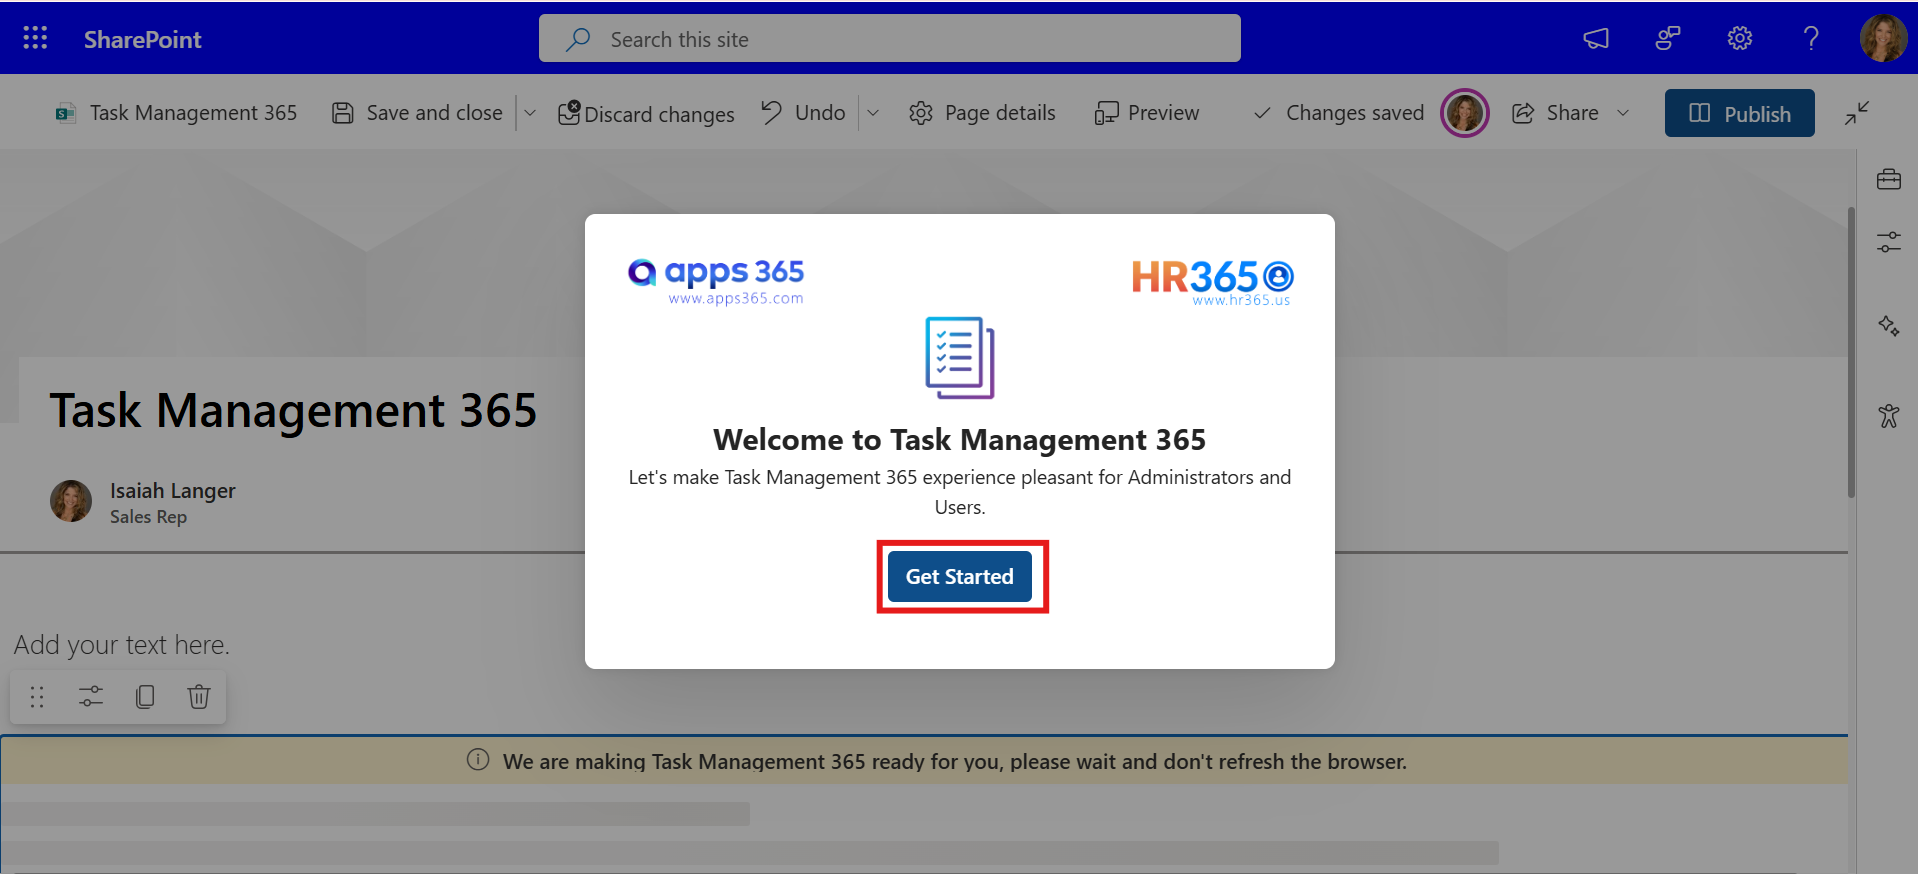 SharePoint
Search this site
Task Management 365
Save and close
Discard changes
Undo
Page details
Preview
Changes saved
Share
Publish
apps 365
www.apps365.com
HR365
www.hr365.us
Welcome to Task Management 365
Let's make Task Management 365 experience pleasant for Administrators and
Users.
Get Started
Task Management 365
Isaiah Langer
Sales Rep
Add your text here.
We are making Task Management 365 ready for you, please wait and don't refresh the browser.